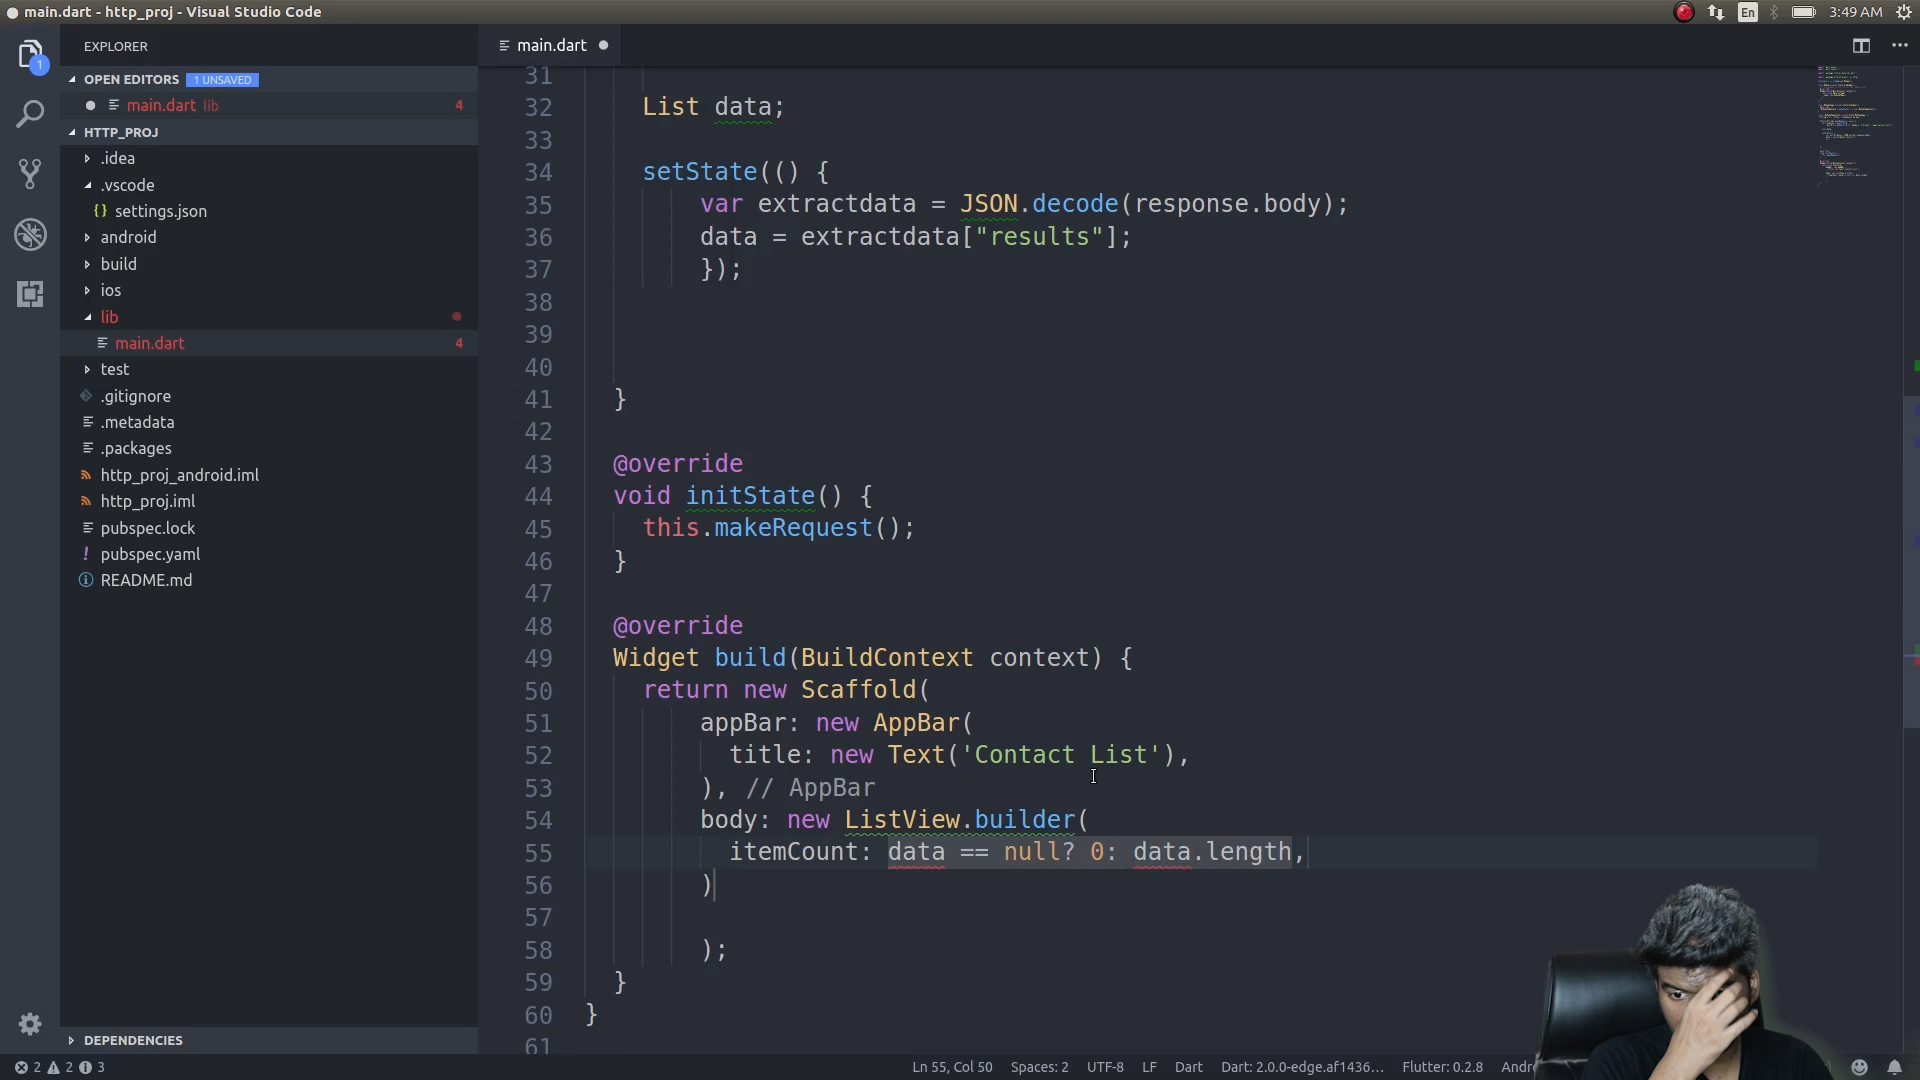 main.dart - http_proj - Visual Studio Code
En
3:49 AM
1
EXPLORER
OPEN EDITORS 1 UNSAVED
main.dart lib 4
HTTP_PROJ
.idea
.vscode
{} settings.json
android
build
ios
lib
main.dart 4
test
.gitignore
.metadata
.packages
http_proj_android.iml
http_proj.iml
pubspec.lock
! pubspec.yaml
README.md
DEPENDENCIES
main.dart
31
32 List data;
33
34 setState(() {
35 var extractdata = JSON.decode(response.body);
36 data = extractdata["results"];
37 });
38
39
40
41 }
42
43 @override
44 void initState() {
45 this.makeRequest();
46 }
47
48 @override
49 Widget build(BuildContext context) {
50 return new Scaffold(
51 appBar: new AppBar(
52 title: new Text('Contact List'),
53 ), // AppBar
54 body: new ListView.builder(
55 itemCount: data == null? 0: data.length,
56 )
57
58 );
59 }
60 }
61
2 2 3
Ln 55, Col 50 Spaces: 2 UTF-8 LF Dart Dart: 2.0.0-edge.af1436... Flutter: 0.2.8